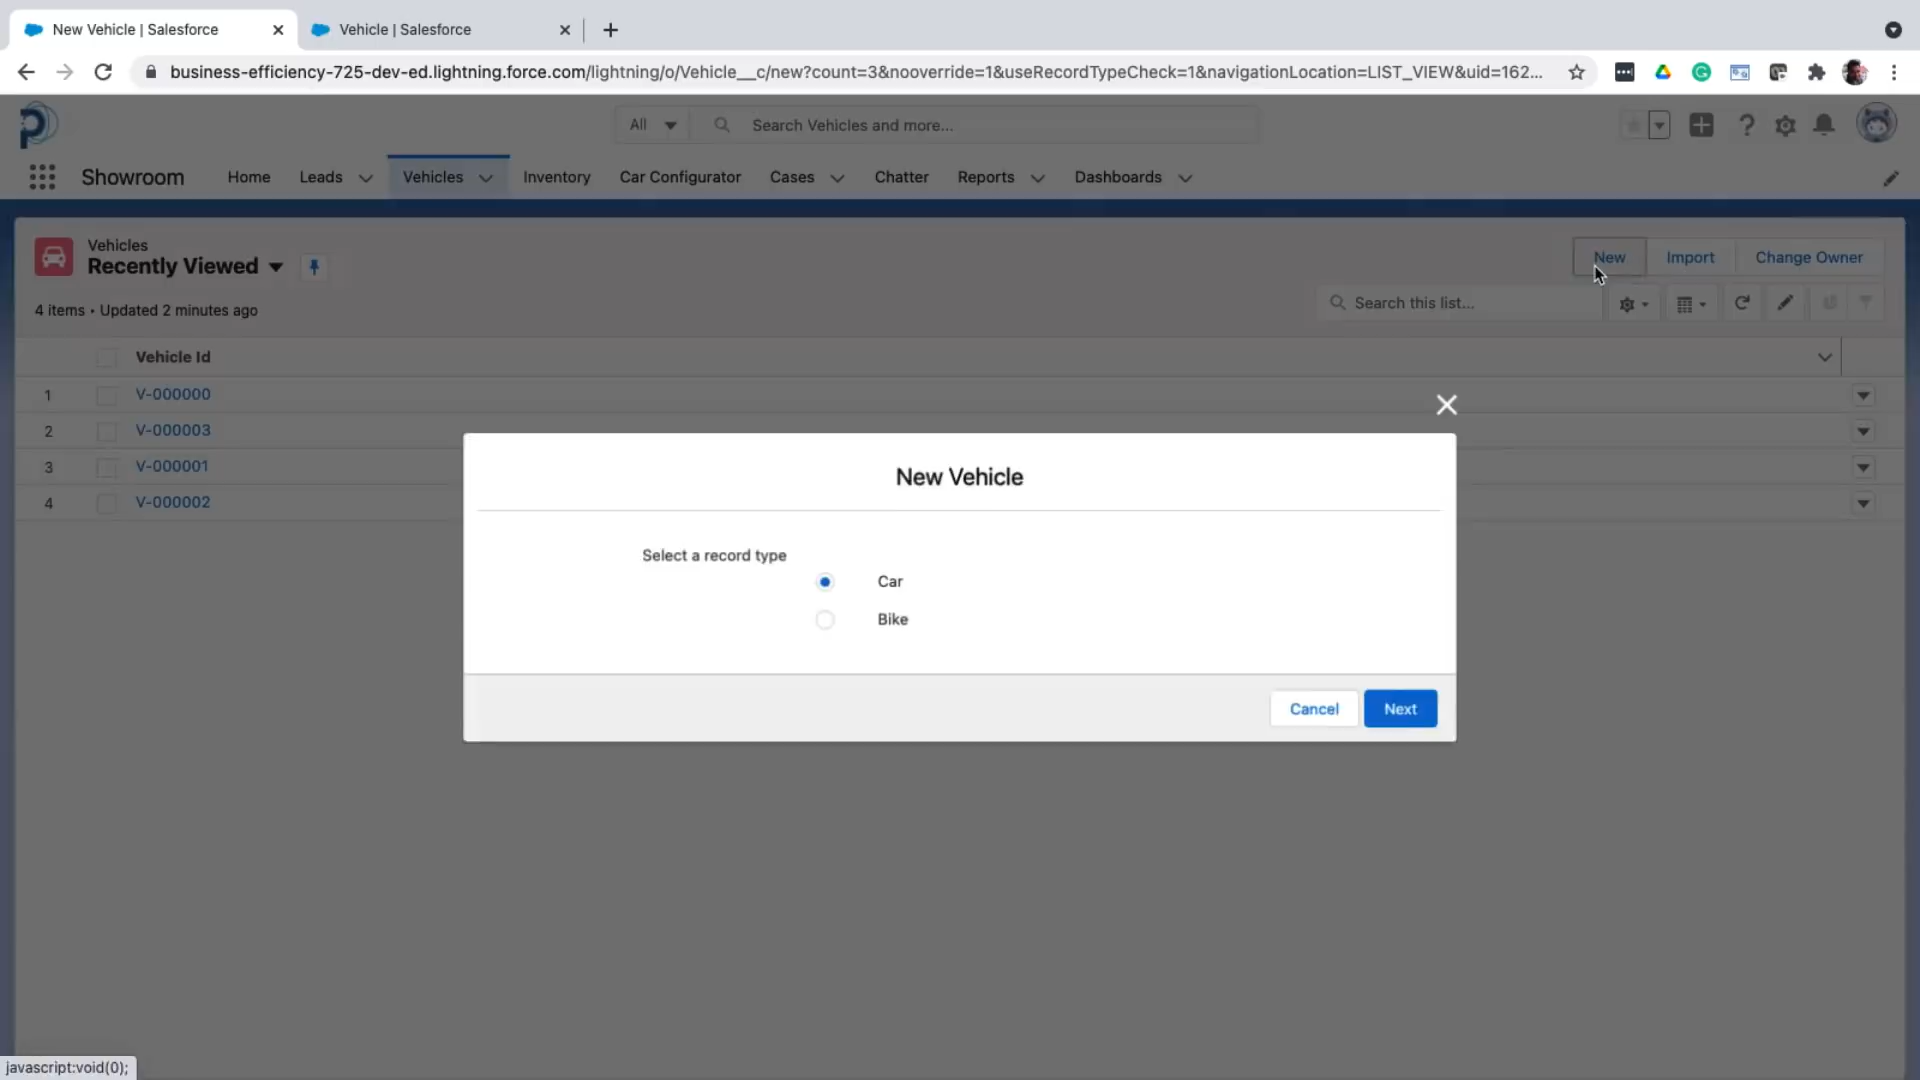 New Vehicle | Salesforce
Vehicle | Salesforce
business-efficiency-725-dev-ed.lightning.force.com/lightning/o/Vehicle__c/new?count=3&nooverride=1&useRecordTypeCheck=1&navigationLocation=LIST_VIEW&uid=162...
All
Search Vehicles and more...
Showroom
Home
Leads
Vehicles
Inventory
Car Configurator
Cases
Chatter
Reports
Dashboards
Vehicles
Recently Viewed
New
Import
Change Owner
4 items • Updated 2 minutes ago
Search this list...
Vehicle Id
1 V-000000
2 V-000003
3 V-000001
4 V-000002
New Vehicle
Select a record type
Car
Bike
Cancel
Next
javascript:void(0);